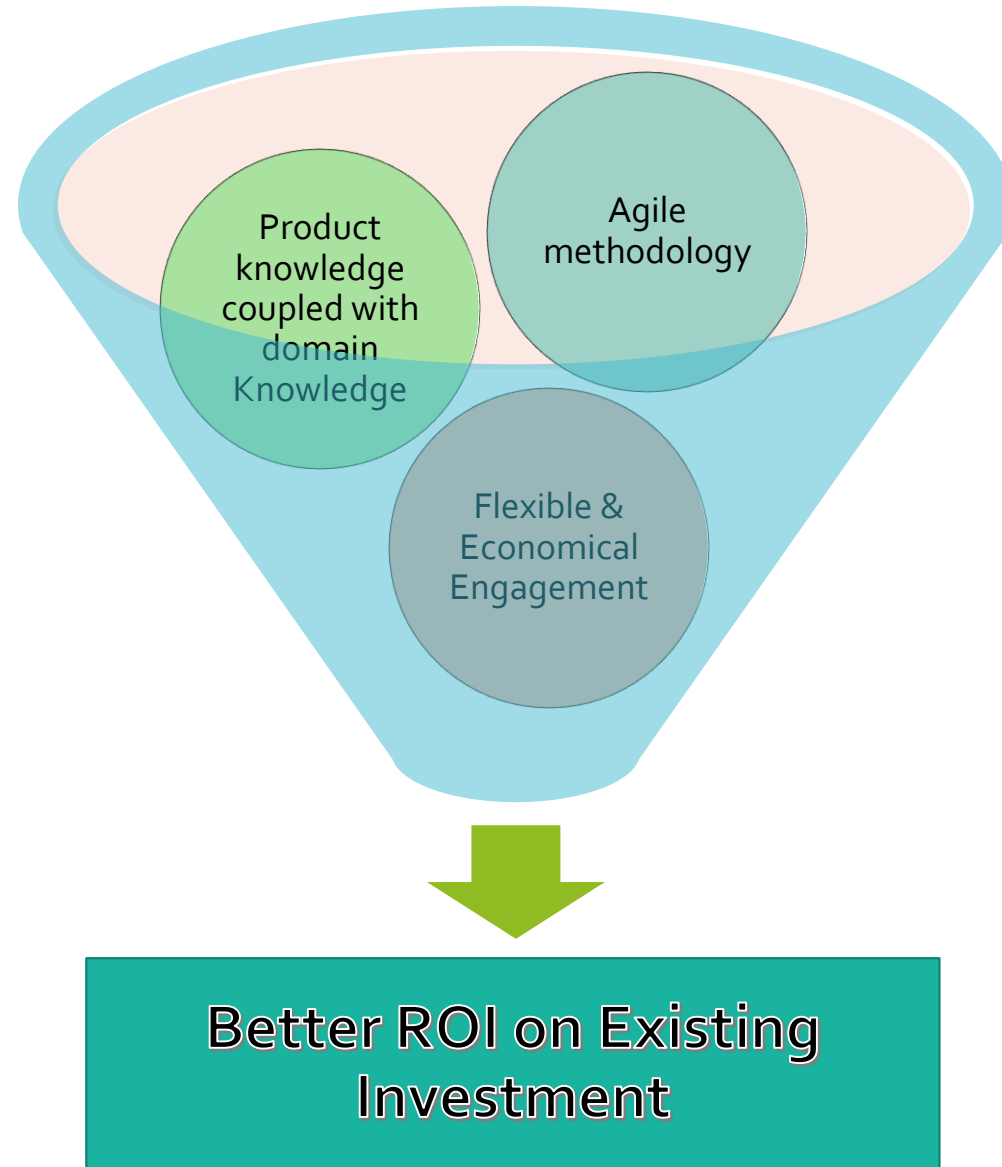 Product
knowledge
coupled with
domain
Knowledge
Agile
methodology
Flexible &
Economical
Engagement
Better ROI on Existing
Investment